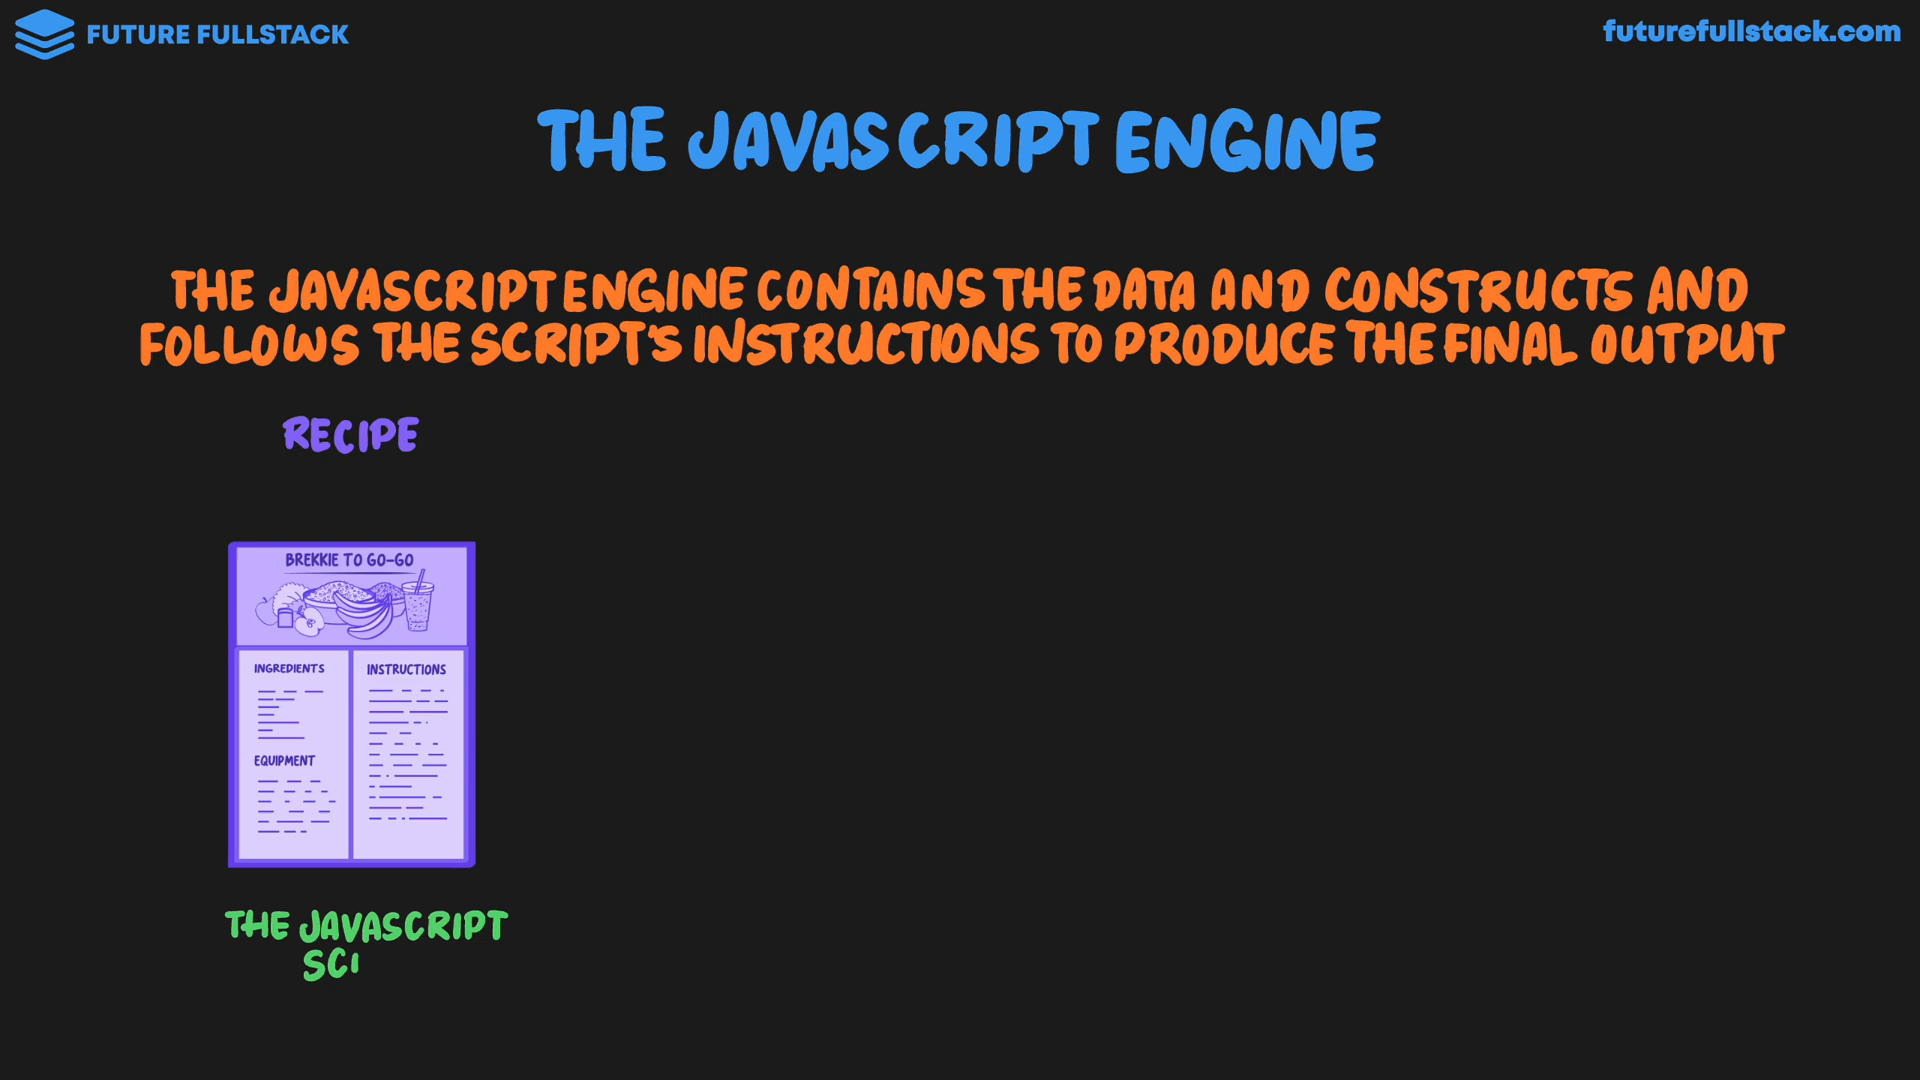 FUTURE FULLSTACK
futurefullstack.com
THE JAVASCRIPT ENGINE
THE JAVASCRIPT ENGINE CONTAINS THE DATA AND CONSTRUCTS AND
FOLLOWS THE SCRIPT'S INSTRUCTIONS TO PRODUCE THE FINAL OUTPUT
RECIPE
BREKKIE TO GO-GO
INGREDIENTS
INSTRUCTIONS
EQUIPMENT
THE JAVASCRIPT
SCI